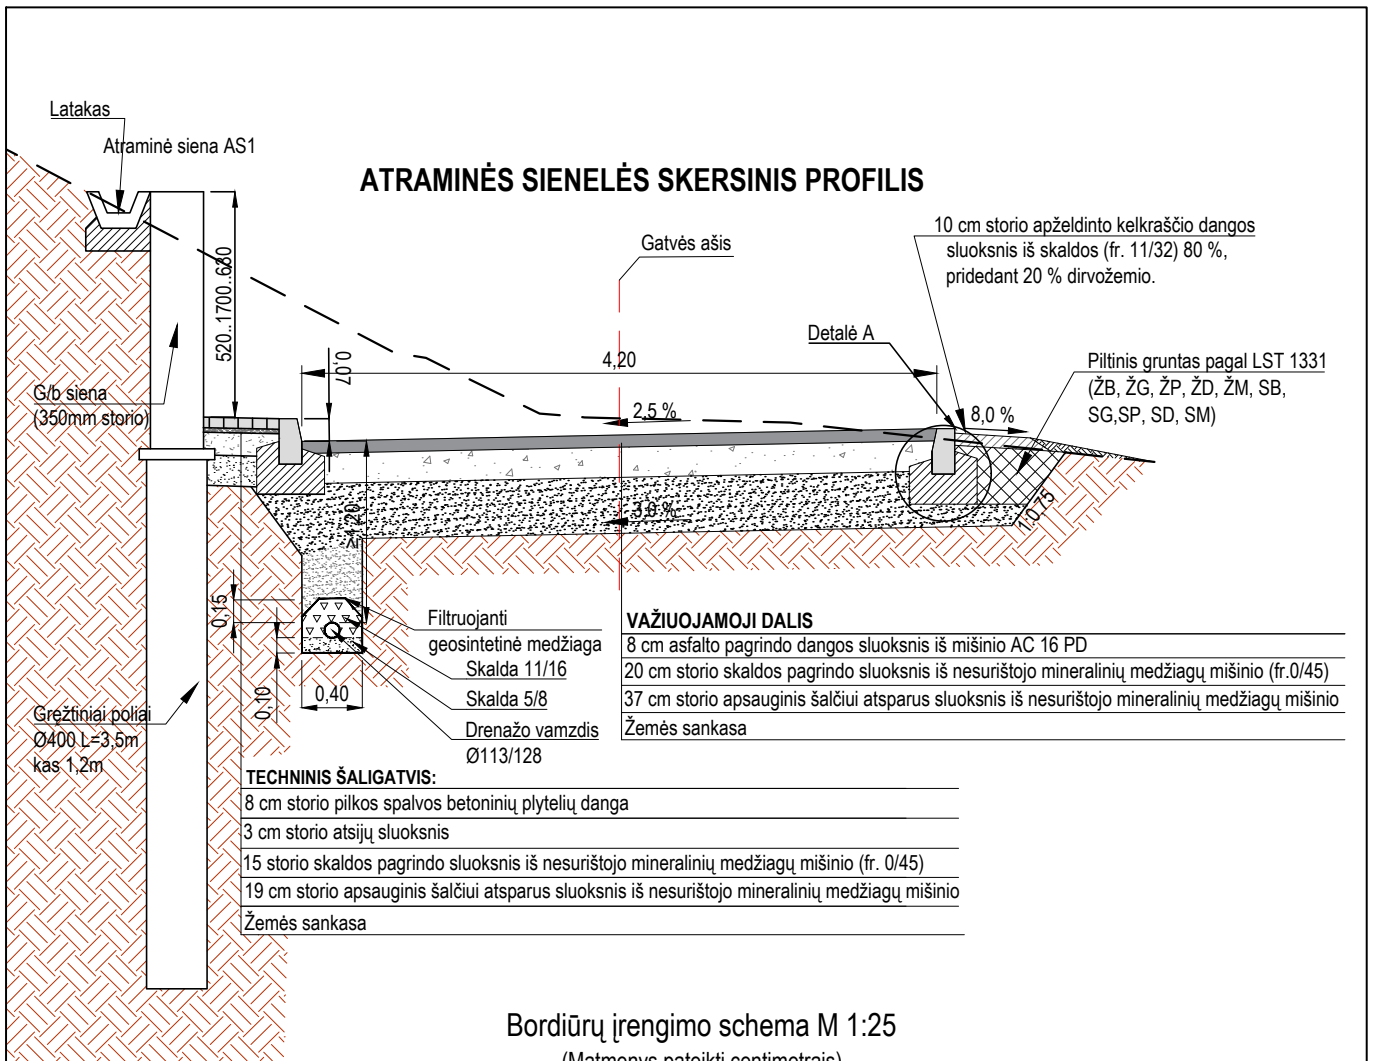 Latakas
Atraminė siena AS1
ATRAMINĖS SIENELĖS SKERSINIS PROFILIS
Gatvės ašis
10 cm storio apželdinto kelkraščio dangos
sluoksnis iš skaldos (fr. 11/32) 80 %,
pridedant 20 % dirvožemio.
520..1700..630
Detalė A
4,20
0,07
Piltinis gruntas pagal LST 1331
(ŽB, ŽG, ŽP, ŽD, ŽM, SB,
SG,SP, SD, SM)
G/b siena
(350mm storio)
2,5 %
8,0 %
3,0 %
1:0,75
≥1,20
0,15
0,10
0,40
Filtruojanti
geosintetinė medžiaga
Skalda 11/16
Skalda 5/8
Drenažo vamzdis
Ø113/128
VAŽIUOJAMOJI DALIS
8 cm asfalto pagrindo dangos sluoksnis iš mišinio AC 16 PD
20 cm storio skaldos pagrindo sluoksnis iš nesurištojo mineralinių medžiagų mišinio (fr.0/45)
37 cm storio apsauginis šalčiui atsparus sluoksnis iš nesurištojo mineralinių medžiagų mišinio
Žemės sankasa
Gręžtiniai poliai
Ø400 L=3,5m
kas 1,2m
TECHNINIS ŠALIGATVIS:
8 cm storio pilkos spalvos betoninių plytelių danga
3 cm storio atsijų sluoksnis
15 storio skaldos pagrindo sluoksnis iš nesurištojo mineralinių medžiagų mišinio (fr. 0/45)
19 cm storio apsauginis šalčiui atsparus sluoksnis iš nesurištojo mineralinių medžiagų mišinio
Žemės sankasa
Bordiūrų įrengimo schema M 1:25
(Matmenys pateikti centimetrais)